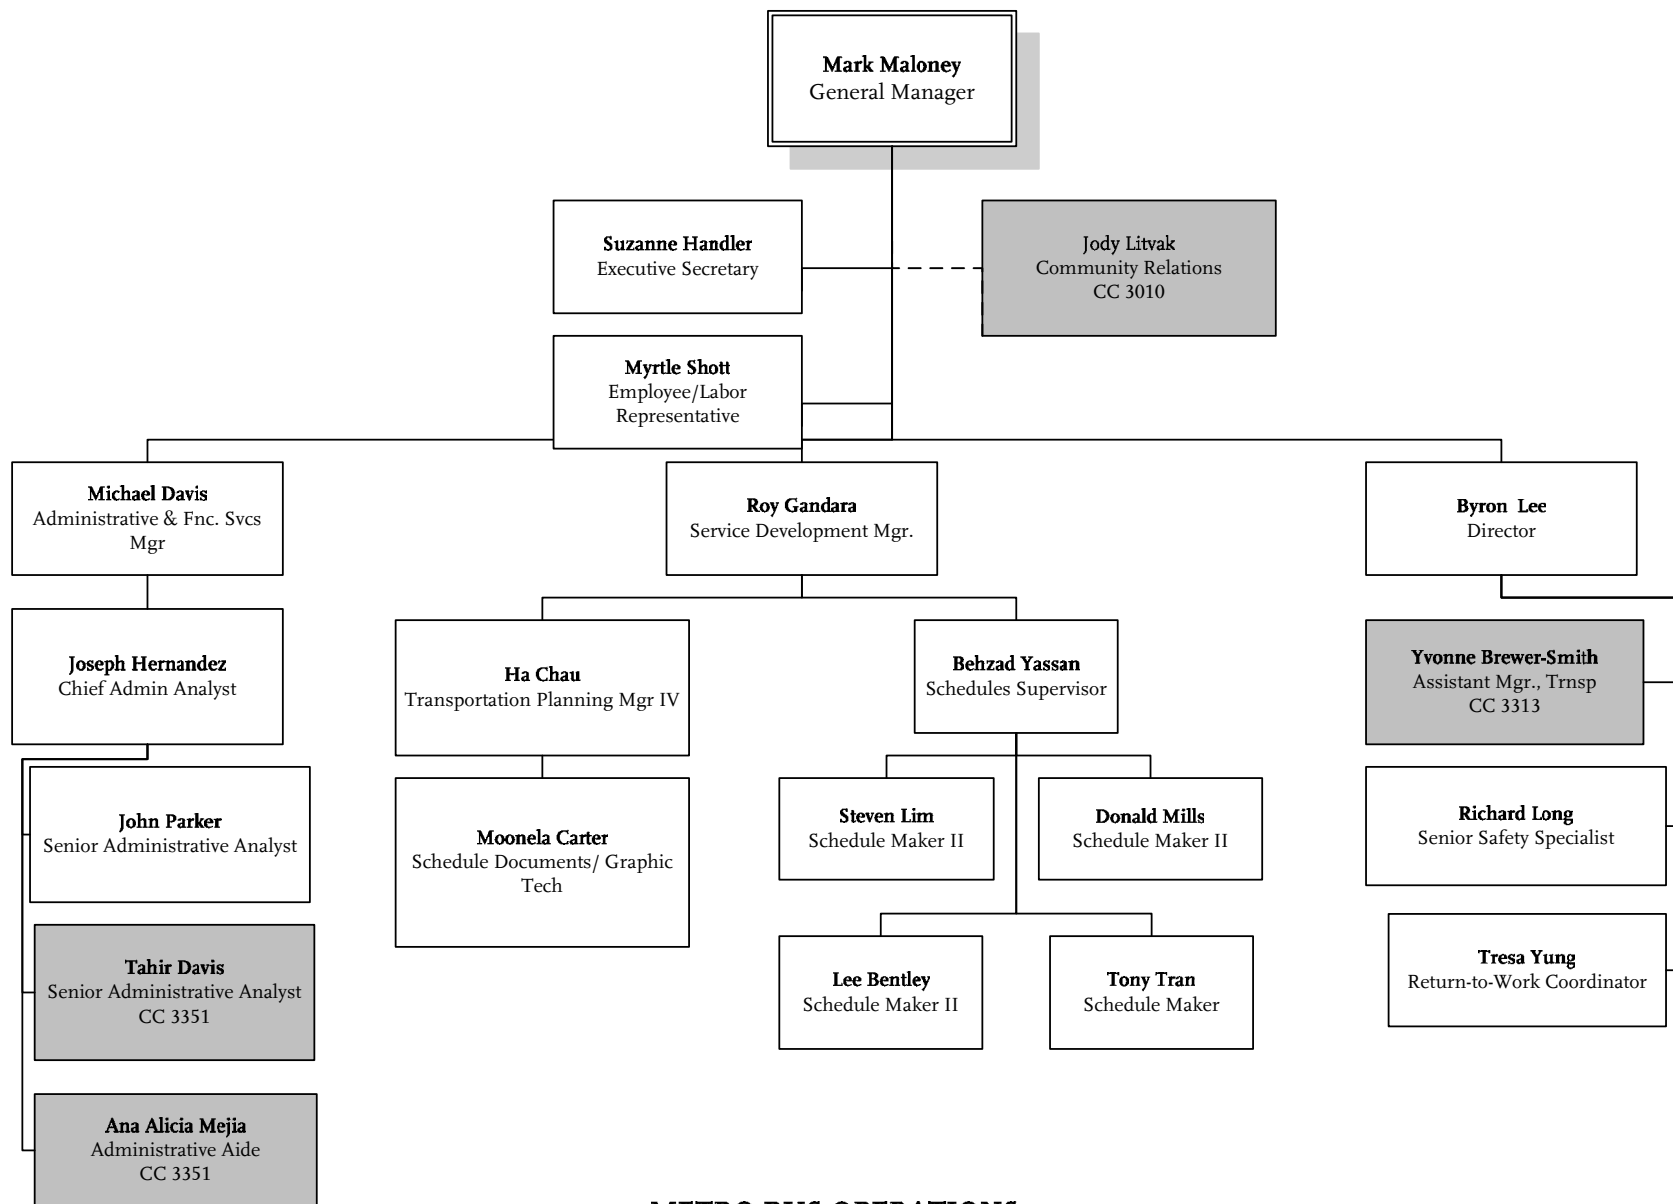 Mark Maloney
General Manager
Suzanne Handler
Executive Secretary
Jody Litvak
Community Relations
CC 3010
Myrtle Shott
Employee/Labor
Representative
Michael Davis
Administrative & Fnc. Svcs
Mgr
Roy Gandara
Service Development Mgr.
Byron Lee
Director
Joseph Hernandez
Chief Admin Analyst
Ha Chau
Transportation Planning Mgr IV
Behzad Yassan
Schedules Supervisor
Yvonne Brewer-Smith
Assistant Mgr., Trnsp
CC 3313
John Parker
Senior Administrative Analyst
Moonela Carter
Schedule Documents/ Graphic
Tech
Steven Lim
Schedule Maker II
Donald Mills
Schedule Maker II
Richard Long
Senior Safety Specialist
Tahir Davis
Senior Administrative Analyst
CC 3351
Lee Bentley
Schedule Maker II
Tony Tran
Schedule Maker
Tresa Yung
Return-to-Work Coordinator
Ana Alicia Mejia
Administrative Aide
CC 3351
METRO BUS OPERATIONS